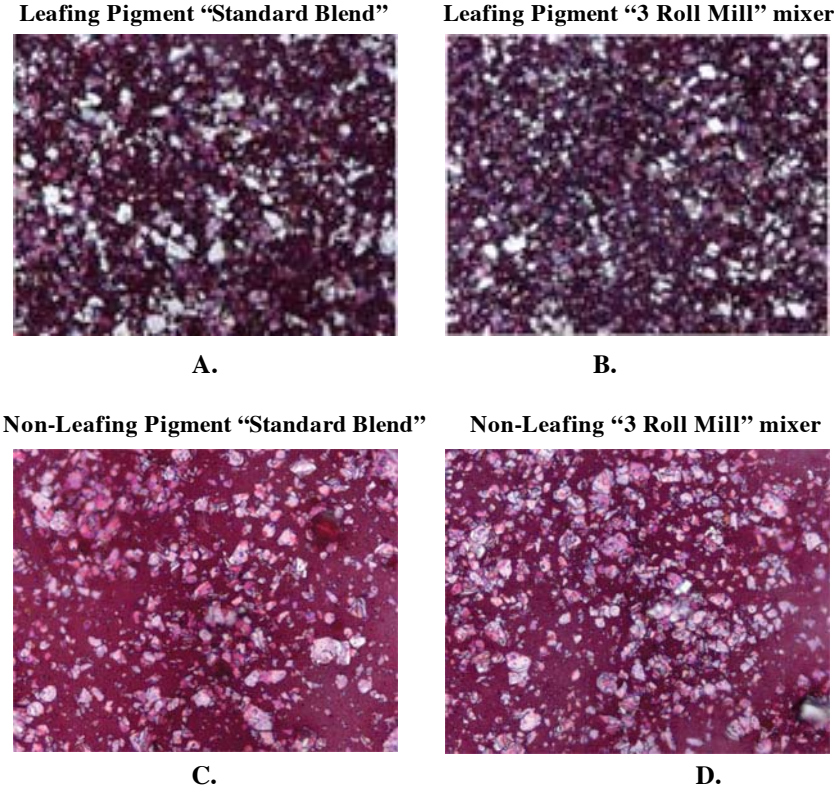 Leafing Pigment “Standard Blend”
Leafing Pigment “3 Roll Mill” mixer
A.
B.
Non-Leafing Pigment “Standard Blend”
Non-Leafing “3 Roll Mill” mixer
C.
D.